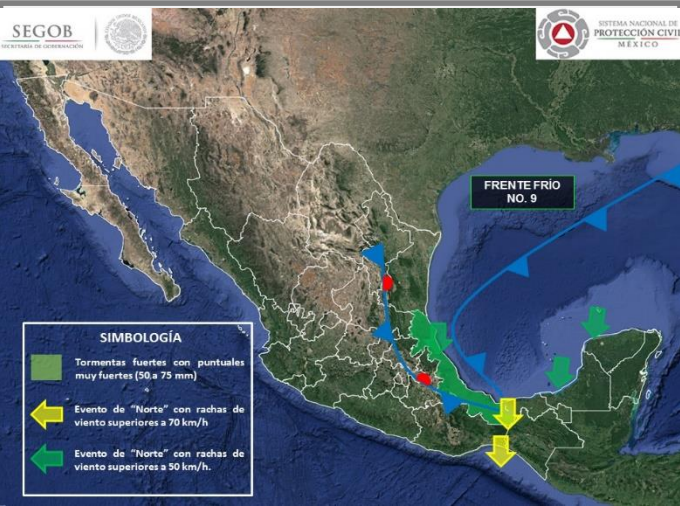 SEGOB
SECRETARÍA DE GOBERNACIÓN
SISTEMA NACIONAL DE
PROTECCIÓN CIVIL
MÉXICO
FRENTE FRÍO
NO. 9
SIMBOLOGÍA
Tormentas fuertes con puntuales
muy fuertes (50 a 75 mm)
Evento de "Norte" con rachas de
viento superiores a 70 km/h
Evento de "Norte" con rachas de
viento superiores a 50 km/h.